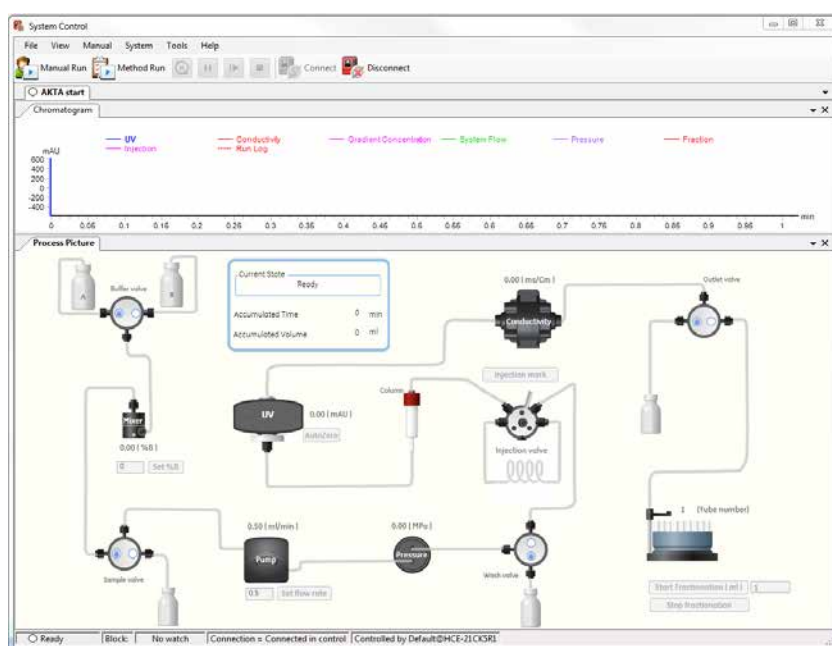 System Control
File View Manual System Tools Help
Manual Run Method Run Connect Disconnect
AKTA start
Chromatogram
UV Conductivity Gradient Concentration System Flow Pressure Fraction
Injection Run Log
mAU
600
400
200
0
-200
-400
0 0.05 0.1 0.15 0.2 0.25 0.3 0.35 0.4 0.45 0.5 0.55 0.6 0.65 0.7 0.75 0.8 0.85 0.9 0.95 1 min
Process Picture
A
B
Buffer valve
Current State
Ready
Accumulated Time 0 min
Accumulated Volume 0 ml
0.00 ( ms/Cm )
Conductivity
Outlet valve
Mixer
0.00 ( %B )
0 Set %B
UV
0.00 ( mAU )
AutoZero
Column
Injection mark
Injection valve
1 (Tube number)
Sample valve
0.50 ( ml/min )
Pump
0.5 Set flow rate
0.00 ( MPa )
Pressure
Wash valve
Start Fractionation ( ml ) 1
Stop fractionation
Ready Block: No watch Connection = Connected in control Controlled by Default@HCE-21CK5R1